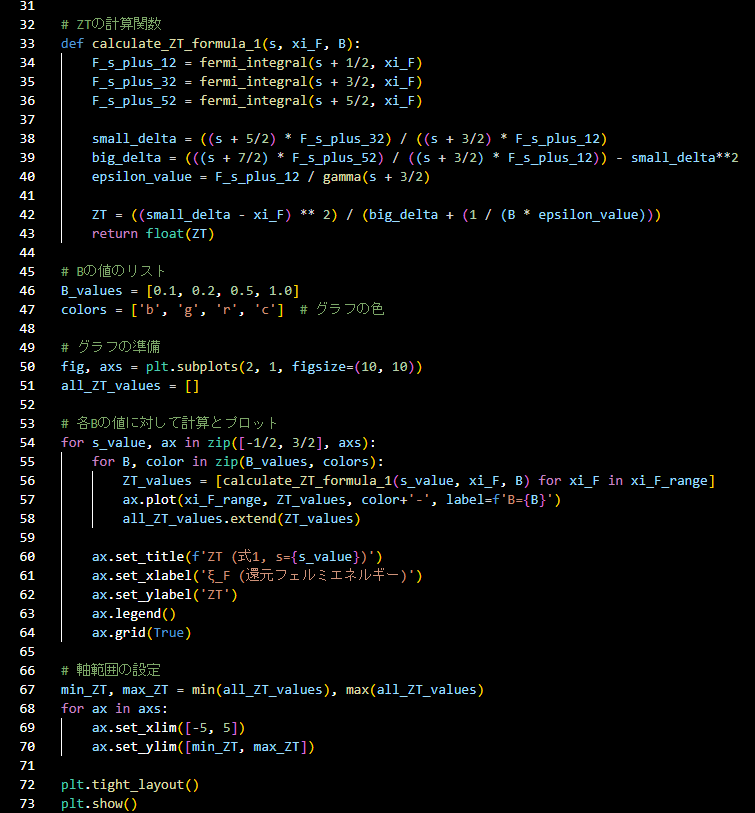 31
32 # ZTの計算関数
33 def calculate_ZT_formula_1(s, xi_F, B):
34     F_s_plus_12 = fermi_integral(s + 1/2, xi_F)
35     F_s_plus_32 = fermi_integral(s + 3/2, xi_F)
36     F_s_plus_52 = fermi_integral(s + 5/2, xi_F)
37
38     small_delta = ((s + 5/2) * F_s_plus_32) / ((s + 3/2) * F_s_plus_12)
39     big_delta = (((s + 7/2) * F_s_plus_52) / ((s + 3/2) * F_s_plus_12)) - small_delta**2
40     epsilon_value = F_s_plus_12 / gamma(s + 3/2)
41
42     ZT = ((small_delta - xi_F) ** 2) / (big_delta + (1 / (B * epsilon_value)))
43     return float(ZT)
44
45 # Bの値のリスト
46 B_values = [0.1, 0.2, 0.5, 1.0]
47 colors = ['b', 'g', 'r', 'c']  # グラフの色
48
49 # グラフの準備
50 fig, axs = plt.subplots(2, 1, figsize=(10, 10))
51 all_ZT_values = []
52
53 # 各Bの値に対して計算とプロット
54 for s_value, ax in zip([-1/2, 3/2], axs):
55     for B, color in zip(B_values, colors):
56         ZT_values = [calculate_ZT_formula_1(s_value, xi_F, B) for xi_F in xi_F_range]
57         ax.plot(xi_F_range, ZT_values, color+'-', label=f'B={B}')
58         all_ZT_values.extend(ZT_values)
59
60     ax.set_title(f'ZT (式1, s={s_value})')
61     ax.set_xlabel('ξ_F (還元フェルミエネルギー)')
62     ax.set_ylabel('ZT')
63     ax.legend()
64     ax.grid(True)
65
66 # 軸範囲の設定
67 min_ZT, max_ZT = min(all_ZT_values), max(all_ZT_values)
68 for ax in axs:
69     ax.set_xlim([-5, 5])
70     ax.set_ylim([min_ZT, max_ZT])
71
72 plt.tight_layout()
73 plt.show()